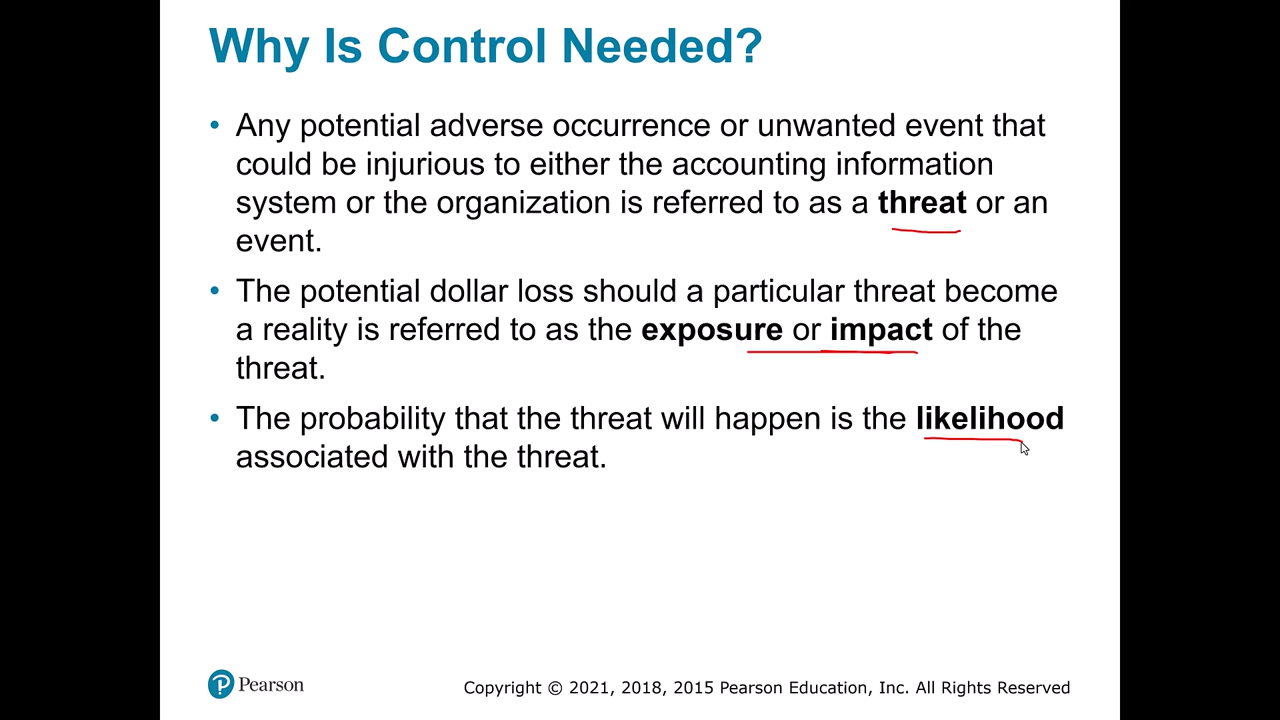 Why Is Control Needed?
• Any potential adverse occurrence or unwanted event that
could be injurious to either the accounting information
system or the organization is referred to as a threat or an
event.
• The potential dollar loss should a particular threat become
a reality is referred to as the exposure or impact of the
threat.
• The probability that the threat will happen is the likelihood
associated with the threat.
P Pearson
Copyright © 2021, 2018, 2015 Pearson Education, Inc. All Rights Reserved